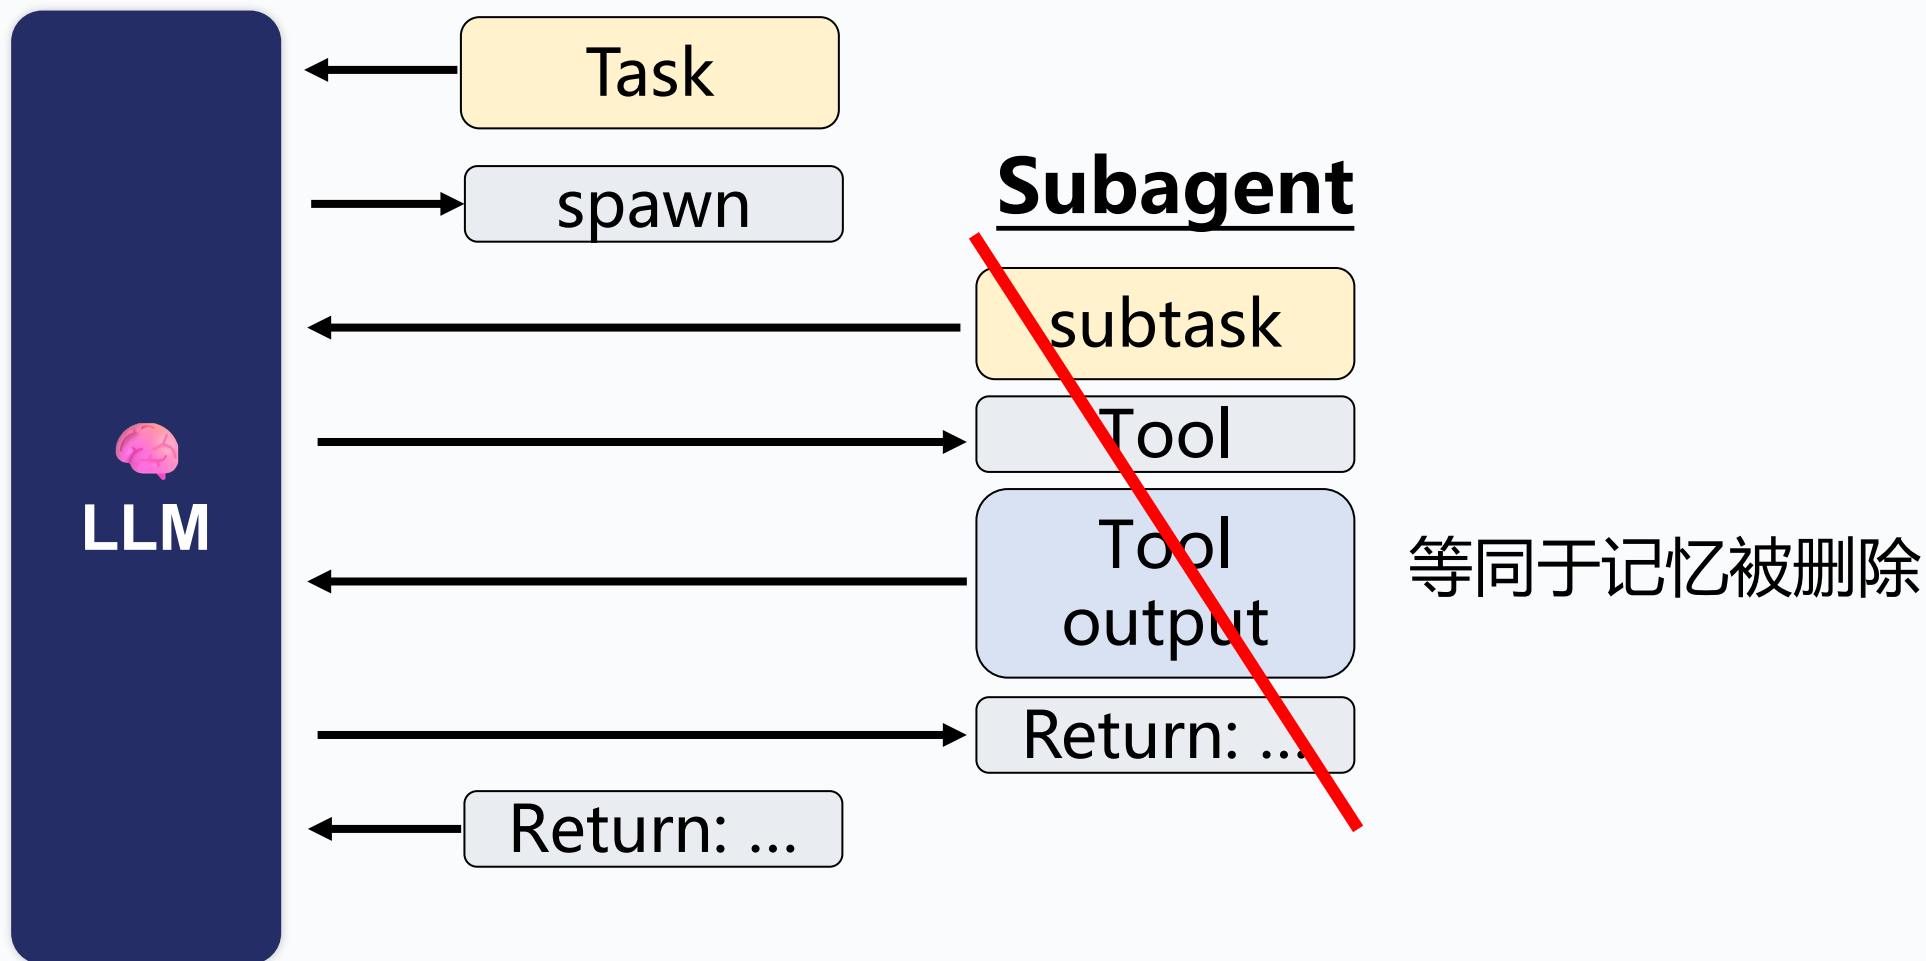 Task
spawn
Subagent
subtask
Tool
Tool
output
Return: ...
Return: ...
LLM
等同于记忆被删除